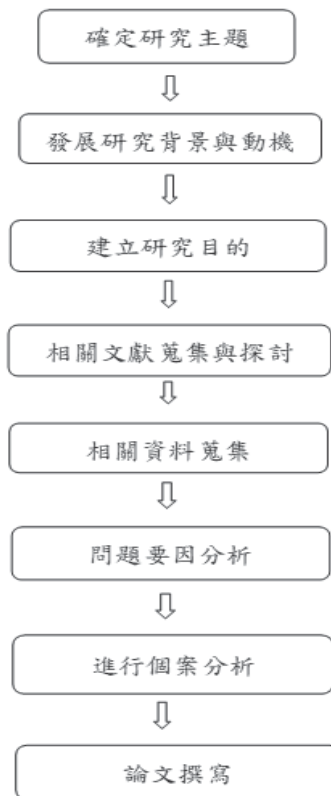 確定研究主題
發展研究背景與動機
建立研究目的
相關文獻蒐集與探討
相關資料蒐集
問題要因分析
進行個案分析
論文撰寫